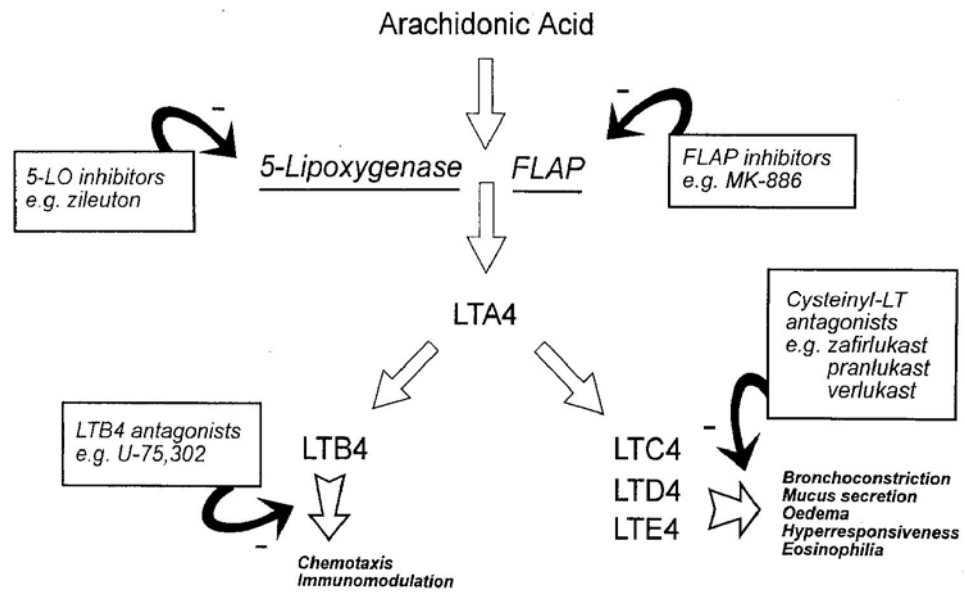 Arachidonic Acid
–
–
5-LO inhibitors
e.g. zileuton
5-Lipoxygenase
FLAP
FLAP inhibitors
e.g. MK-886
LTA4
Cysteinyl-LT
antagonists
e.g. zafirlukast
pranlukast
verlukast
–
LTB4 antagonists
e.g. U-75,302
–
LTB4
Chemotaxis
Immunomodulation
LTC4
LTD4
LTE4
Bronchoconstriction
Mucus secretion
Oedema
Hyperresponsiveness
Eosinophilia